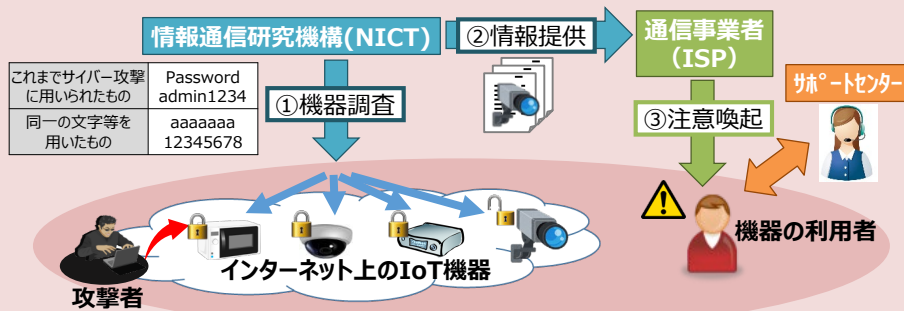 情報通信研究機構(NICT)
②情報提供
通信事業者
(ISP)
これまでサイバー攻撃
に用いられたもの
Password
admin1234
同一の文字等を
用いたもの
aaaaaaa
12345678
①機器調査
③注意喚起
サポートセンター
機器の利用者
インターネット上のIoT機器
攻撃者